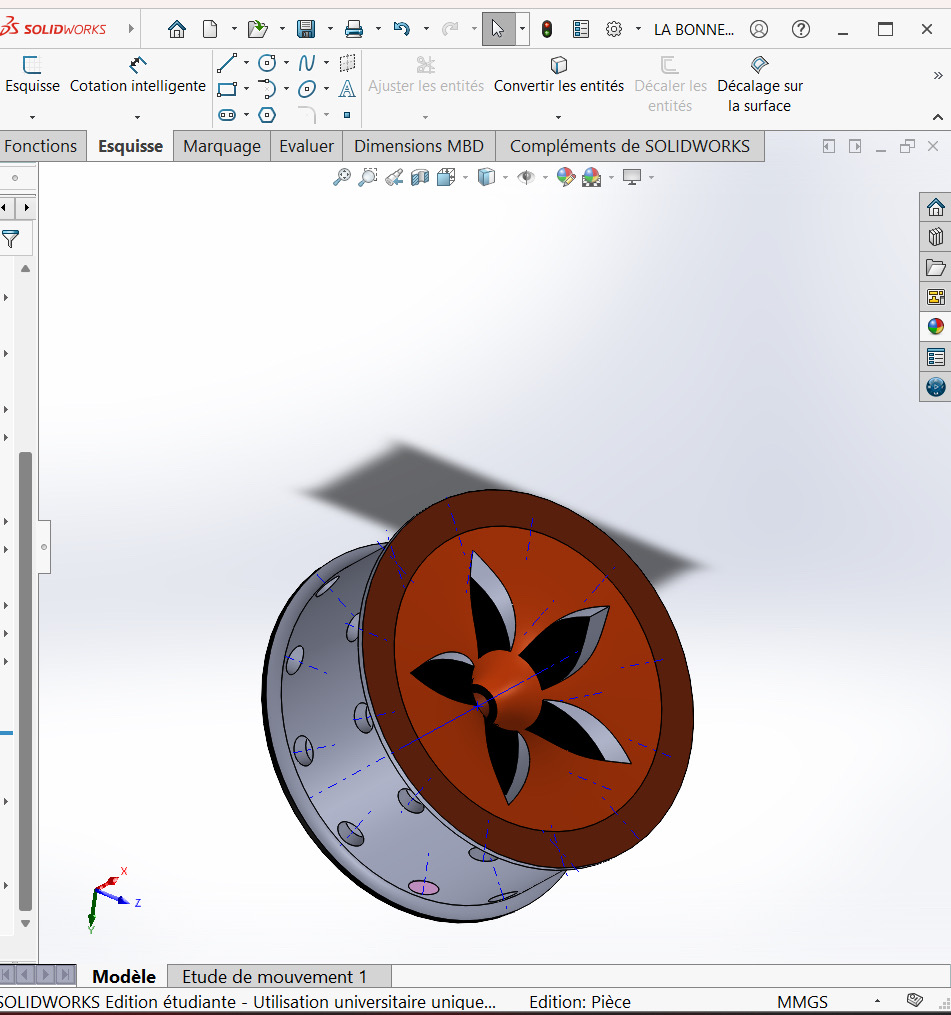 SOLIDWORKS
LA BONNE...
Esquisse
Cotation intelligente
Ajuster les entités
Convertir les entités
Décaler les
entités
Décalage sur
la surface
Fonctions
Esquisse
Marquage
Evaluer
Dimensions MBD
Compléments de SOLIDWORKS
X
Z
Y
Modèle
Etude de mouvement 1
SOLIDWORKS Edition étudiante - Utilisation universitaire unique...
Edition: Pièce
MMGS